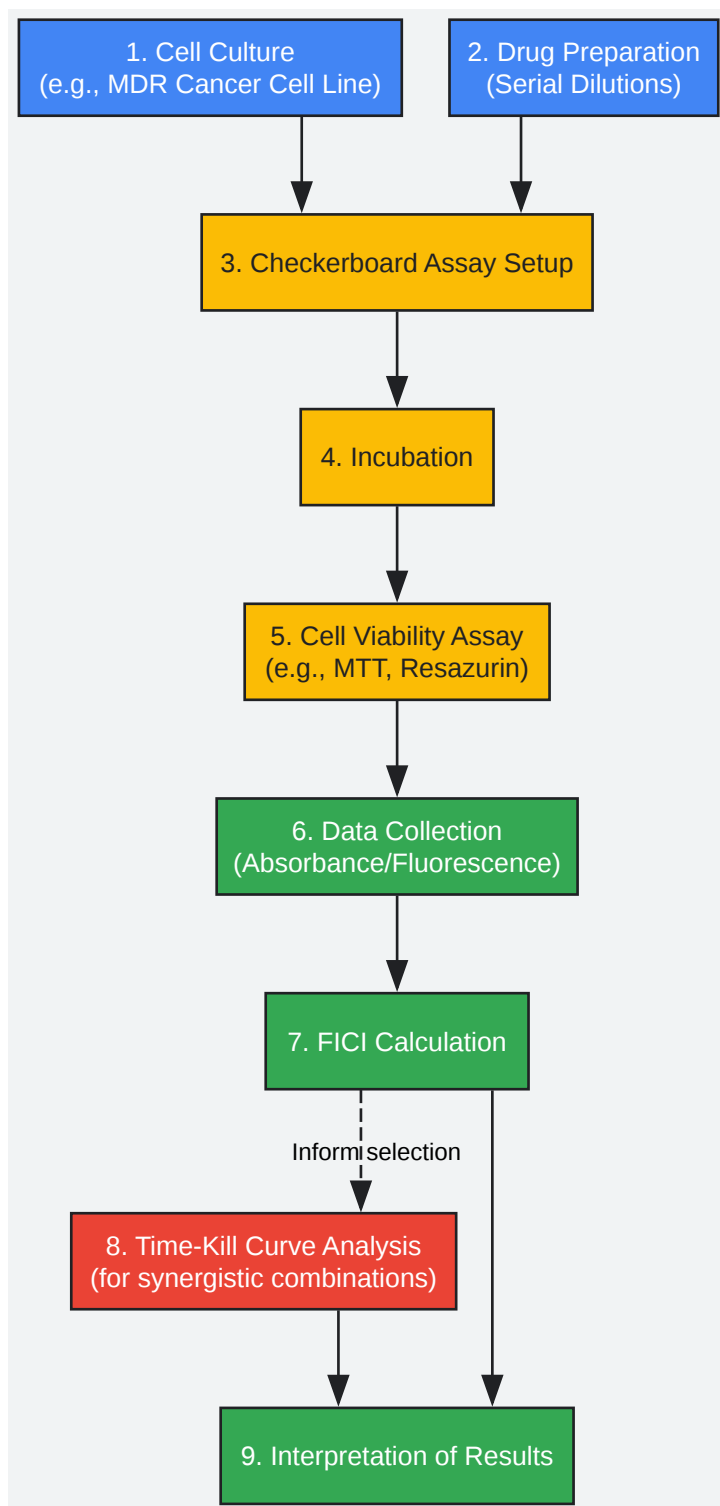 1. Cell Culture
(e.g., MDR Cancer Cell Line)
2. Drug Preparation
(Serial Dilutions)
3. Checkerboard Assay Setup
4. Incubation
5. Cell Viability Assay
(e.g., MTT, Resazurin)
6. Data Collection
(Absorbance/Fluorescence)
7. FICI Calculation
Inform selection
8. Time-Kill Curve Analysis
(for synergistic combinations)
9. Interpretation of Results